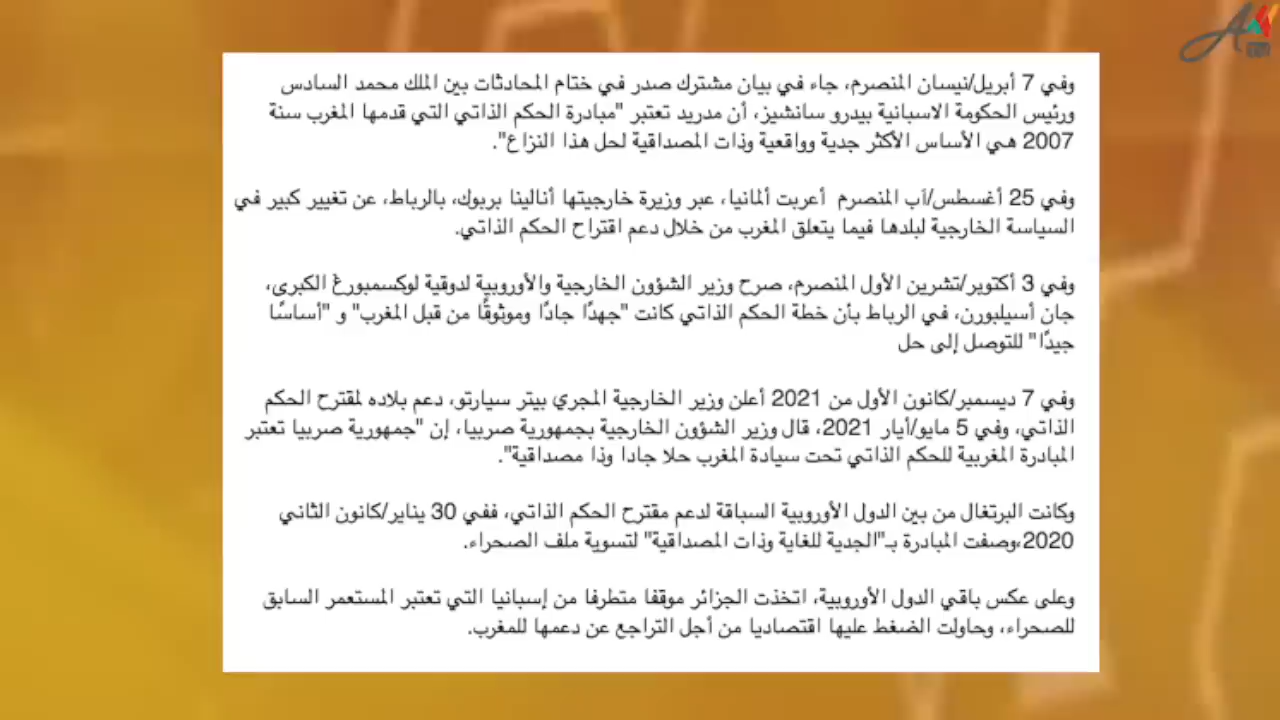 وفي 7 أبريل/نيسان المنصرم، جاء في بيان مشترك صدر في ختام المحادثات بين الملك محمد السادس
ورئيس الحكومة الاسبانية بيدرو سانشيز، أن مدريد تعتبر "مبادرة الحكم الذاتي التي قدمها المغرب سنة
2007 هي الأساس الأكثر جدية وواقعية وذات المصداقية لحل هذا النزاع".
وفي 25 أغسطس/آب المنصرم أعربت ألمانيا، عبر وزيرة خارجيتها أنالينا بربوك، بالرباط، عن تغيير كبير في
السياسة الخارجية لبلدها فيما يتعلق المغرب من خلال دعم اقتراح الحكم الذاتي.
وفي 3 أكتوبر/تشرين الأول المنصرم، صرح وزير الشؤون الخارجية والأوروبية لدوقية لوكسمبورغ الكبرى،
جان أسيلبورن، في الرباط بأن خطة الحكم الذاتي كانت "جهدًا جادًا وموثوقًا من قبل المغرب" و "أساسًا
جيدًا" للتوصل إلى حل
وفي 7 ديسمبر/كانون الأول من 2021 أعلن وزير الخارجية المجري بيتر سيارتو، دعم بلاده لمقترح الحكم
الذاتي، وفي 5 مايو/أيار 2021، قال وزير الشؤون الخارجية بجمهورية صربيا، إن "جمهورية صربيا تعتبر
المبادرة المغربية للحكم الذاتي تحت سيادة المغرب حلا جادا وذا مصداقية".
وكانت البرتغال من بين الدول الأوروبية السباقة لدعم مقترح الحكم الذاتي، ففي 30 يناير/كانون الثاني
2020،وصفت المبادرة بـ"الجدية للغاية وذات المصداقية" لتسوية ملف الصحراء.
وعلى عكس باقي الدول الأوروبية، اتخذت الجزائر موقفا متطرفا من إسبانيا التي تعتبر المستعمر السابق
للصحراء، وحاولت الضغط عليها اقتصاديا من أجل التراجع عن دعمها للمغرب.